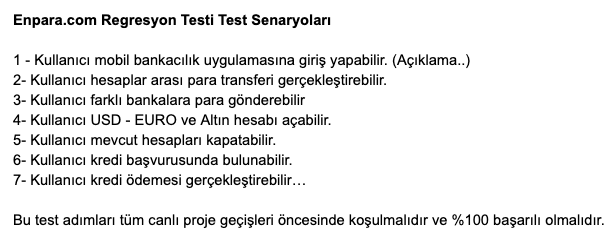 Enpara.com Regresyon Testi Test Senaryoları
1 - Kullanıcı mobil bankacılık uygulamasına giriş yapabilir. (Açıklama..)
2- Kullanıcı hesaplar arası para transferi gerçekleştirebilir.
3- Kullanıcı farklı bankalara para gönderebilir
4- Kullanıcı USD - EURO ve Altın hesabı açabilir.
5- Kullanıcı mevcut hesapları kapatabilir.
6- Kullanıcı kredi başvurusunda bulunabilir.
7- Kullanıcı kredi ödemesi gerçekleştirebilir…
Bu test adımları tüm canlı proje geçişleri öncesinde koşulmalıdır ve %100 başarılı olmalıdır.